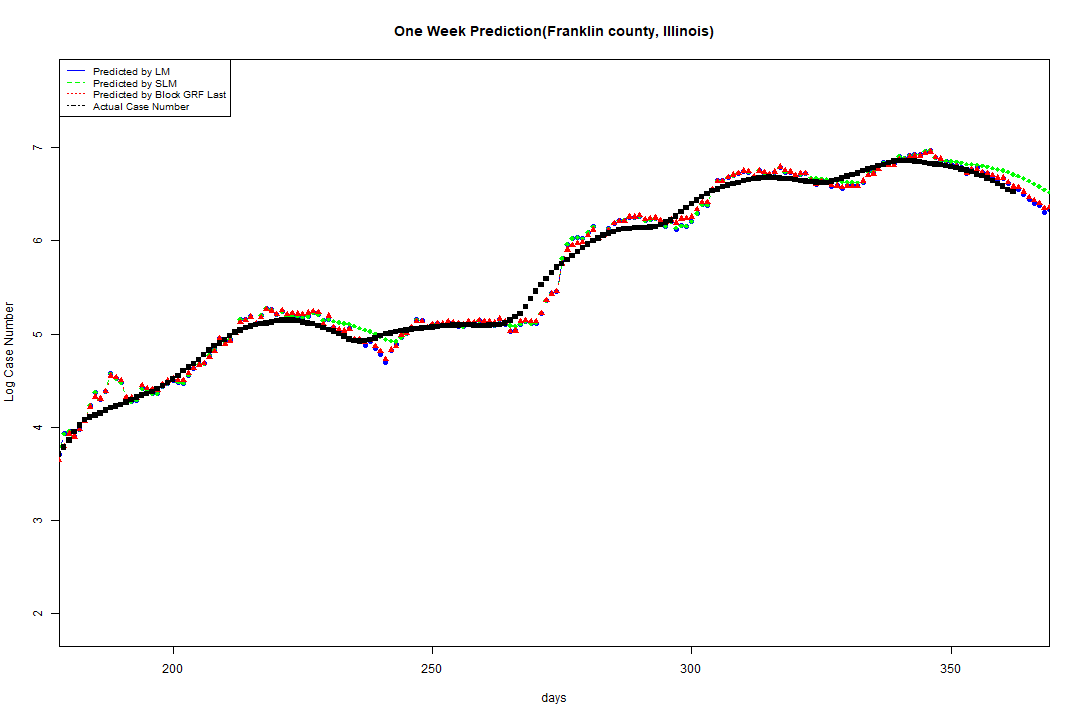 One Week Prediction(Franklin county, Illinois)
Predicted by LM
Predicted by SLM
Predicted by Block GRF Last
Actual Case Number
7
6
5
4
3
2
Log Case Number
200 250 300 350
days